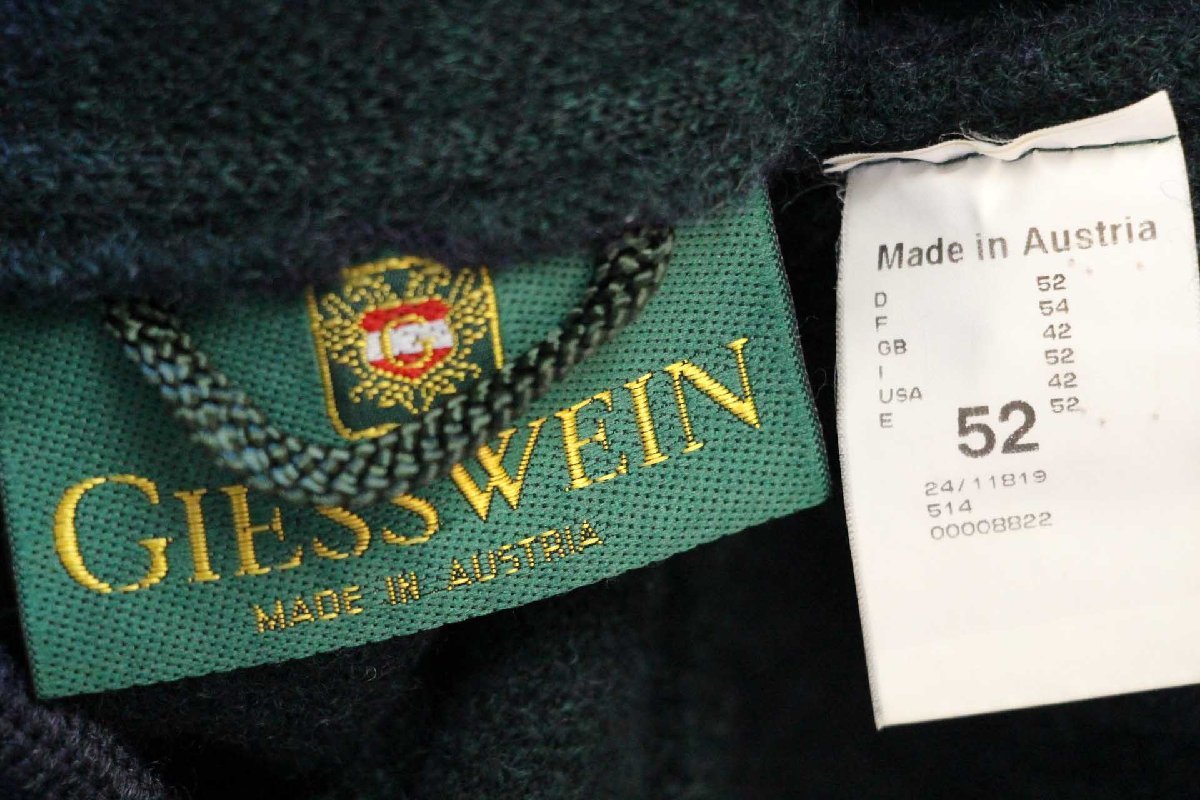 G
GIESSWEIN
MADE IN AUSTRIA
Made in Austria
D 52
F 54
GB 42
I 52
USA 42
E 52
52
24/11819
514
00008822